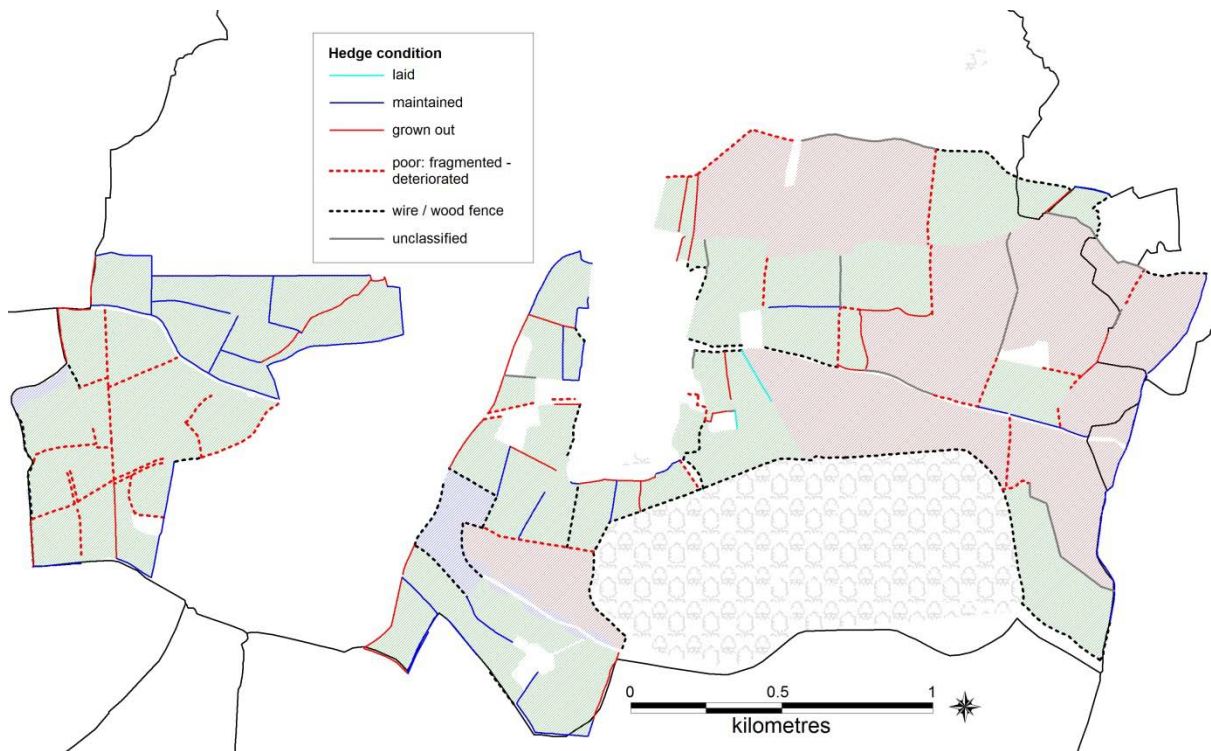 Hedge condition
laid
maintained
grown out
poor: fragmented -
deteriorated
wire / wood fence
unclassified
0 0.5 1
kilometres